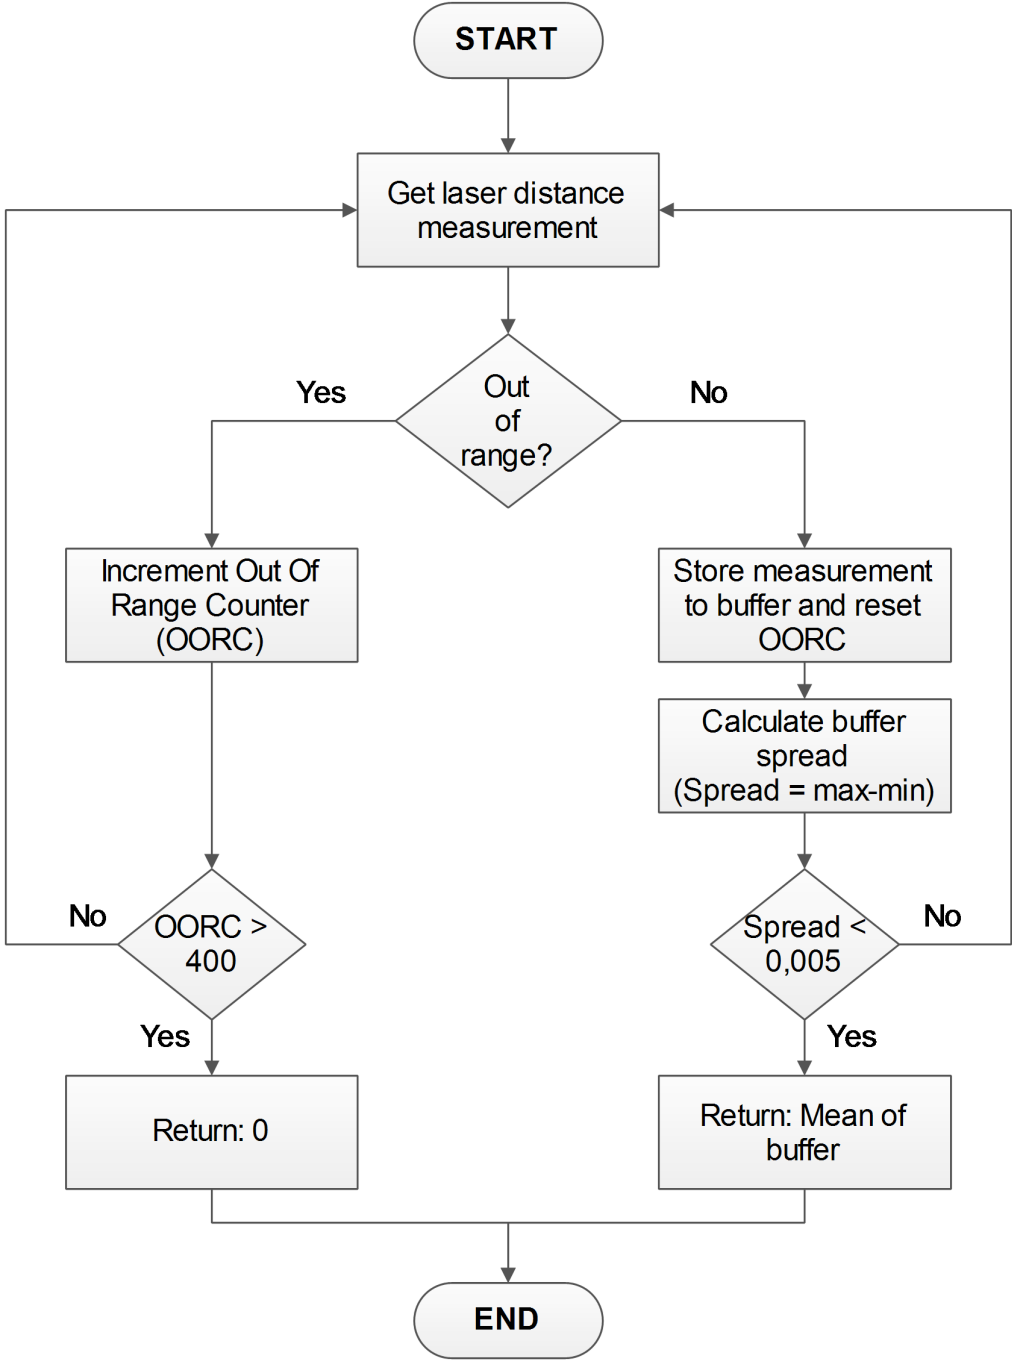 START
Get laser distance
measurement
Out
of
range?
Yes
No
Increment Out Of
Range Counter
(OORC)
Store measurement
to buffer and reset
OORC
Calculate buffer
spread
(Spread = max-min)
OORC >
400
No
Yes
Spread <
0,005
No
Yes
Return: 0
Return: Mean of
buffer
END